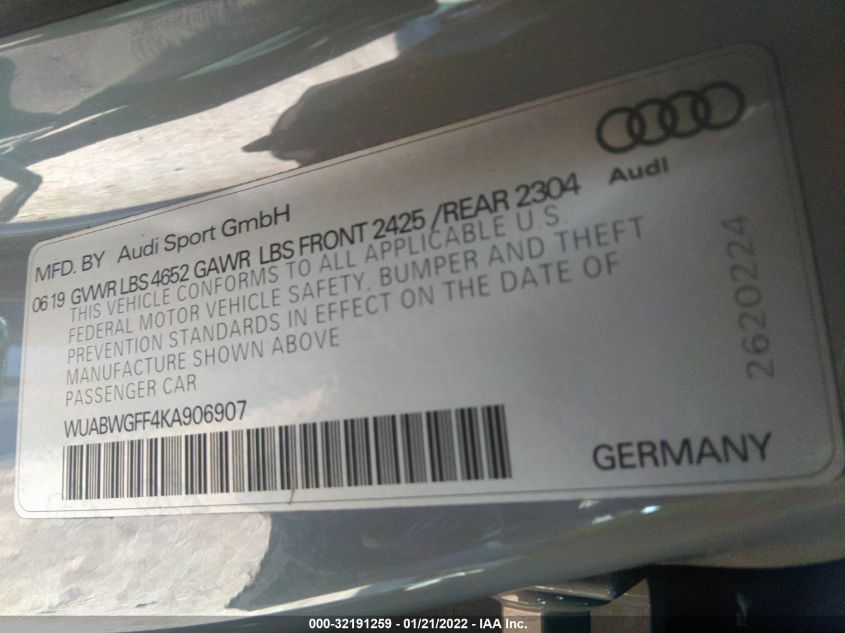 Audi
MFD. BY Audi Sport GmbH
06 19 GVWR LBS 4652 GAWR LBS FRONT 2425 /REAR 2304
THIS VEHICLE CONFORMS TO ALL APPLICABLE U.S.
FEDERAL MOTOR VEHICLE SAFETY, BUMPER AND THEFT
PREVENTION STANDARDS IN EFFECT ON THE DATE OF
MANUFACTURE SHOWN ABOVE
PASSENGER CAR
WUABWGFF4KA906907
GERMANY
2620224
000-32191259 - 01/21/2022 - IAA Inc.